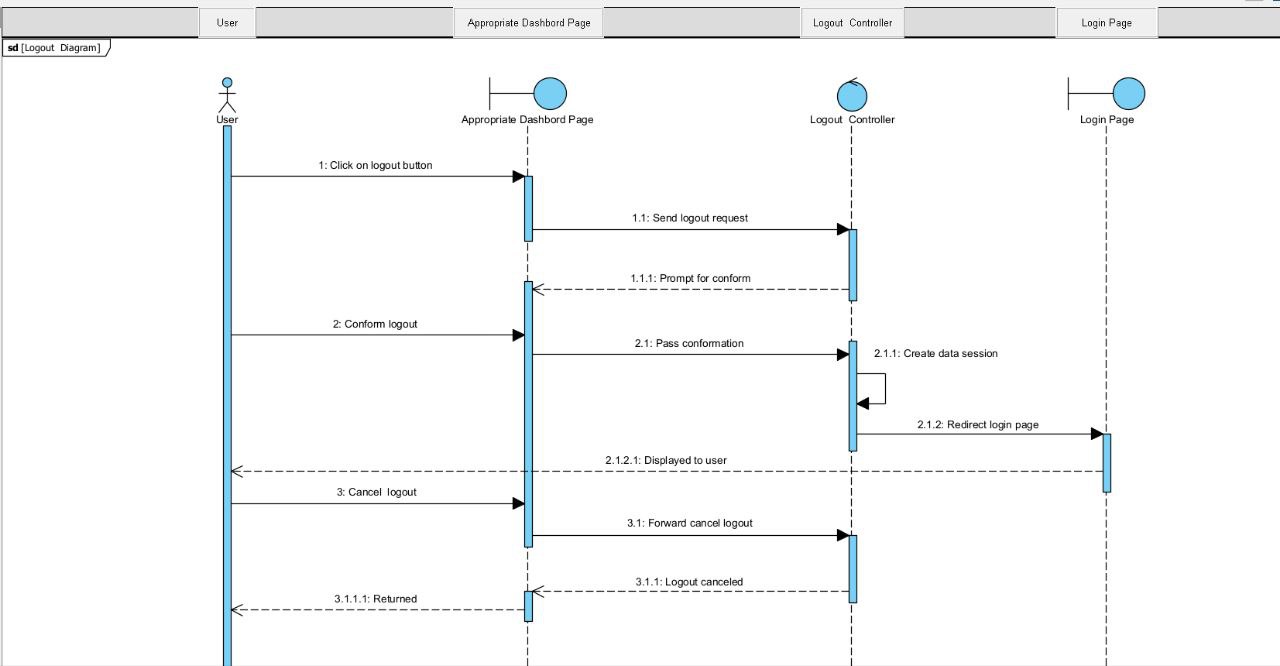 User
Appropriate Dashbord Page
Logout Controller
Login Page
sd [Logout Diagram]
User
Appropriate Dashbord Page
Logout Controller
Login Page
1: Click on logout button
1.1: Send logout request
1.1.1: Prompt for conform
2: Conform logout
2.1: Pass conformation
2.1.1: Create data session
2.1.2: Redirect login page
2.1.2.1: Displayed to user
3: Cancel logout
3.1: Forward cancel logout
3.1.1: Logout canceled
3.1.1.1: Returned